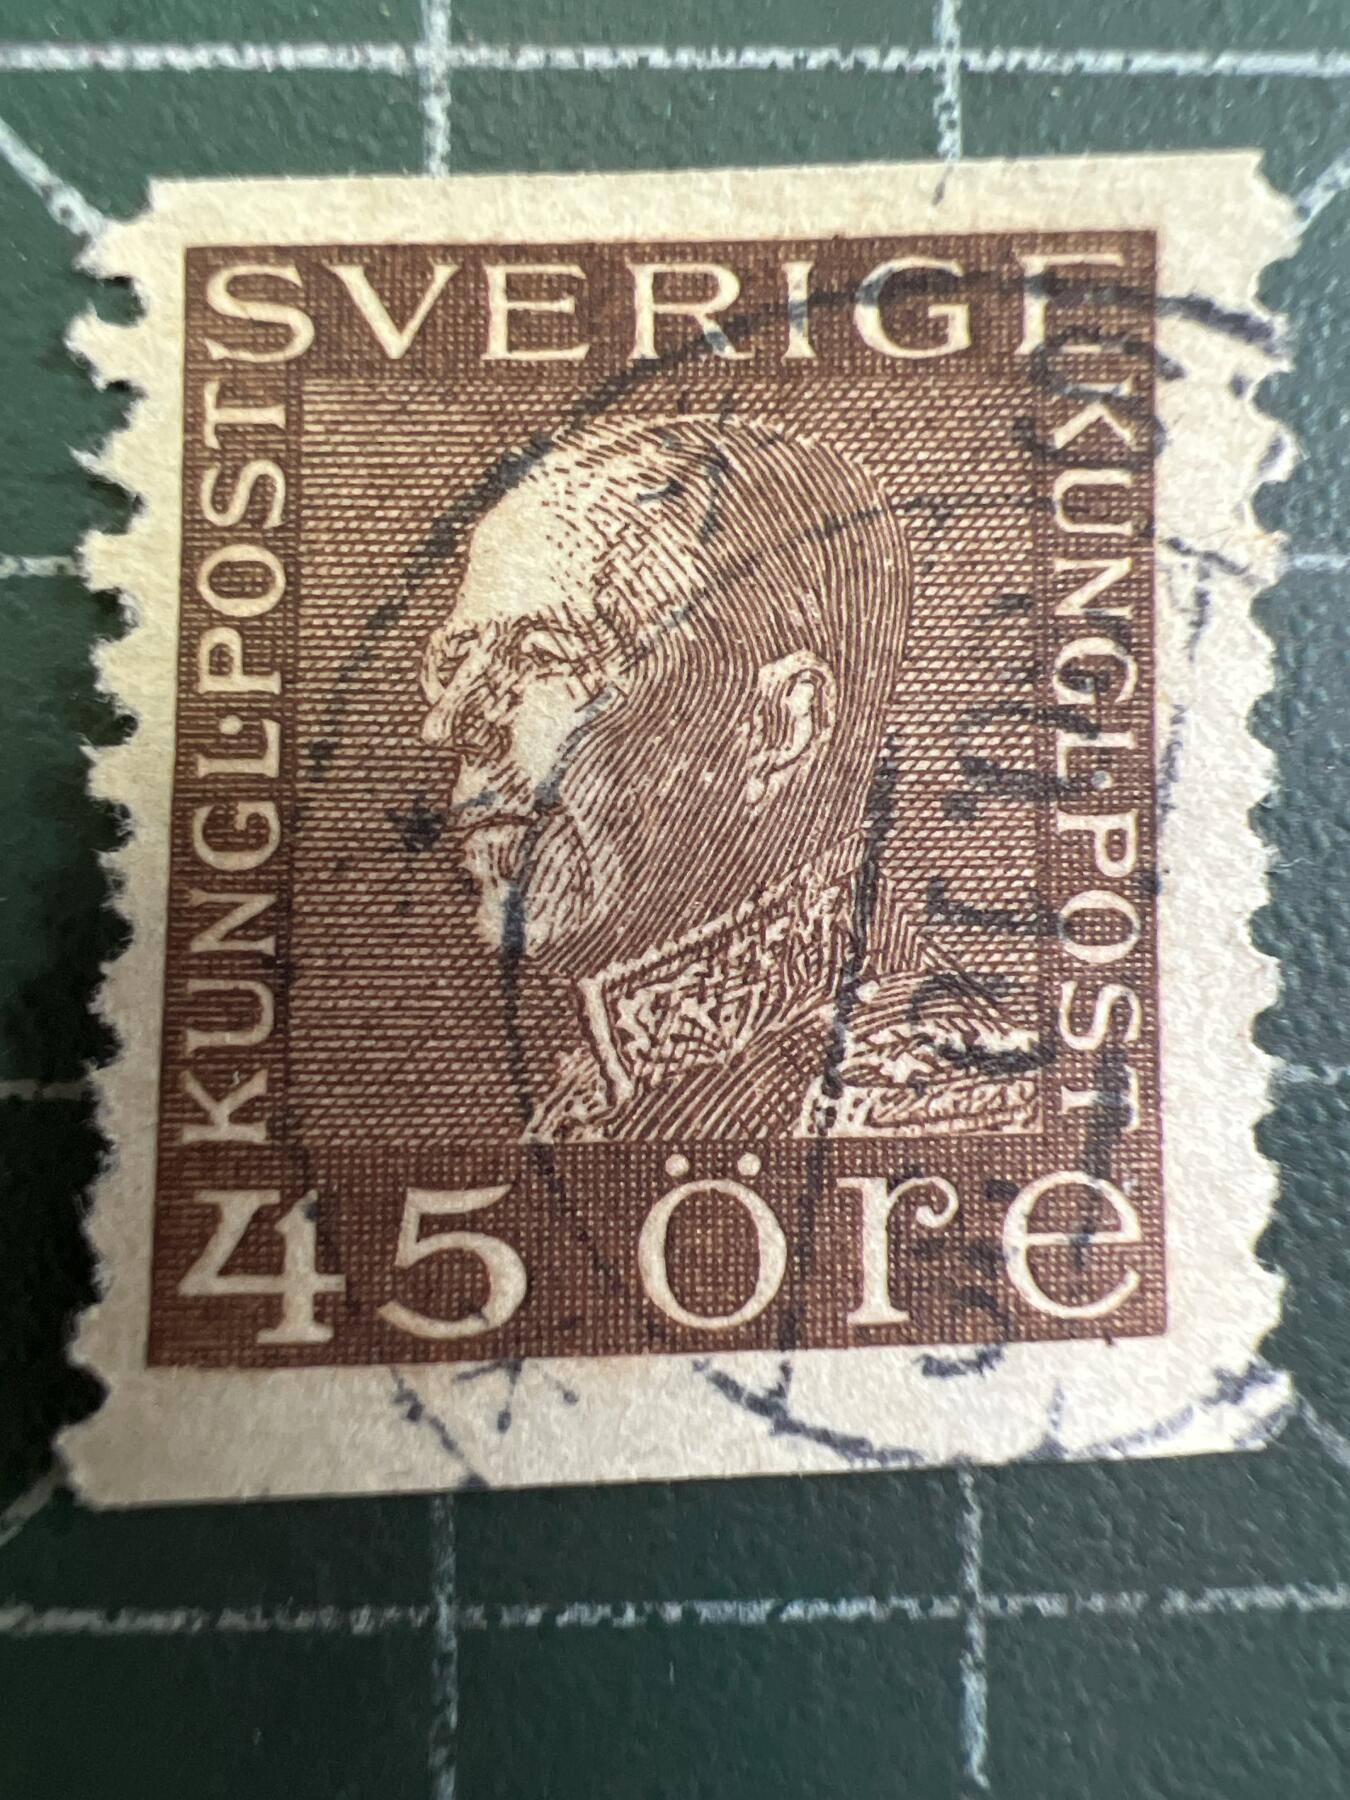 SVERIGE
KUNGL. POST
KUNGL. POST
45 öre